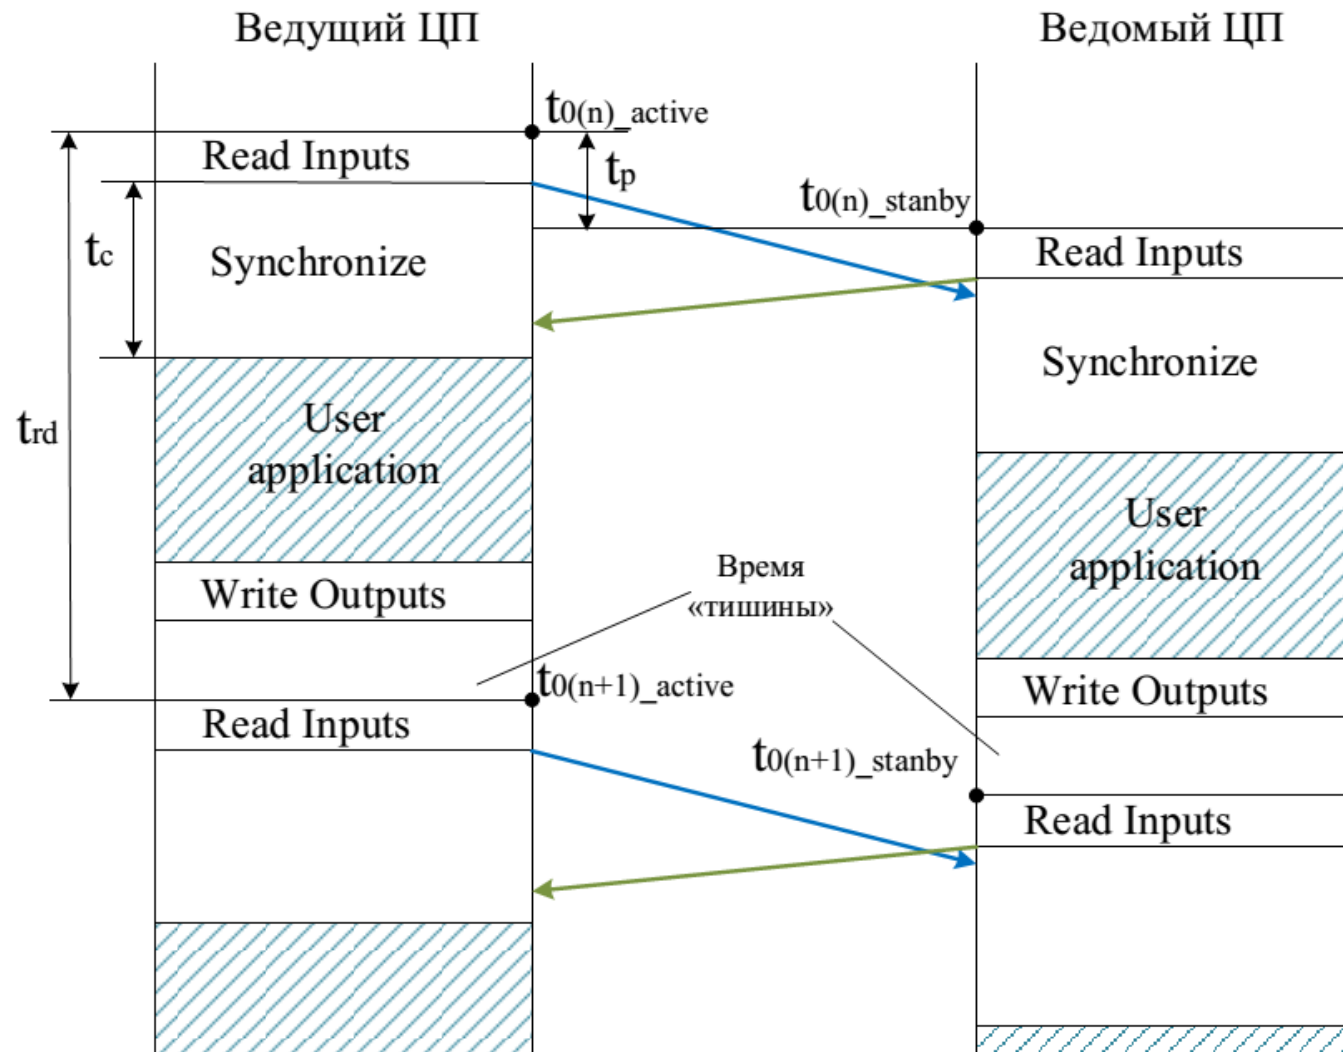 Ведущий ЦП
Ведомый ЦП
t0(n)_active
Read Inputs
tp
t0(n)_stanby
Read Inputs
tc
Synchronize
Synchronize
trd
User
application
User
application
Время
«тишины»
Write Outputs
t0(n+1)_active
Write Outputs
Read Inputs
t0(n+1)_stanby
Read Inputs